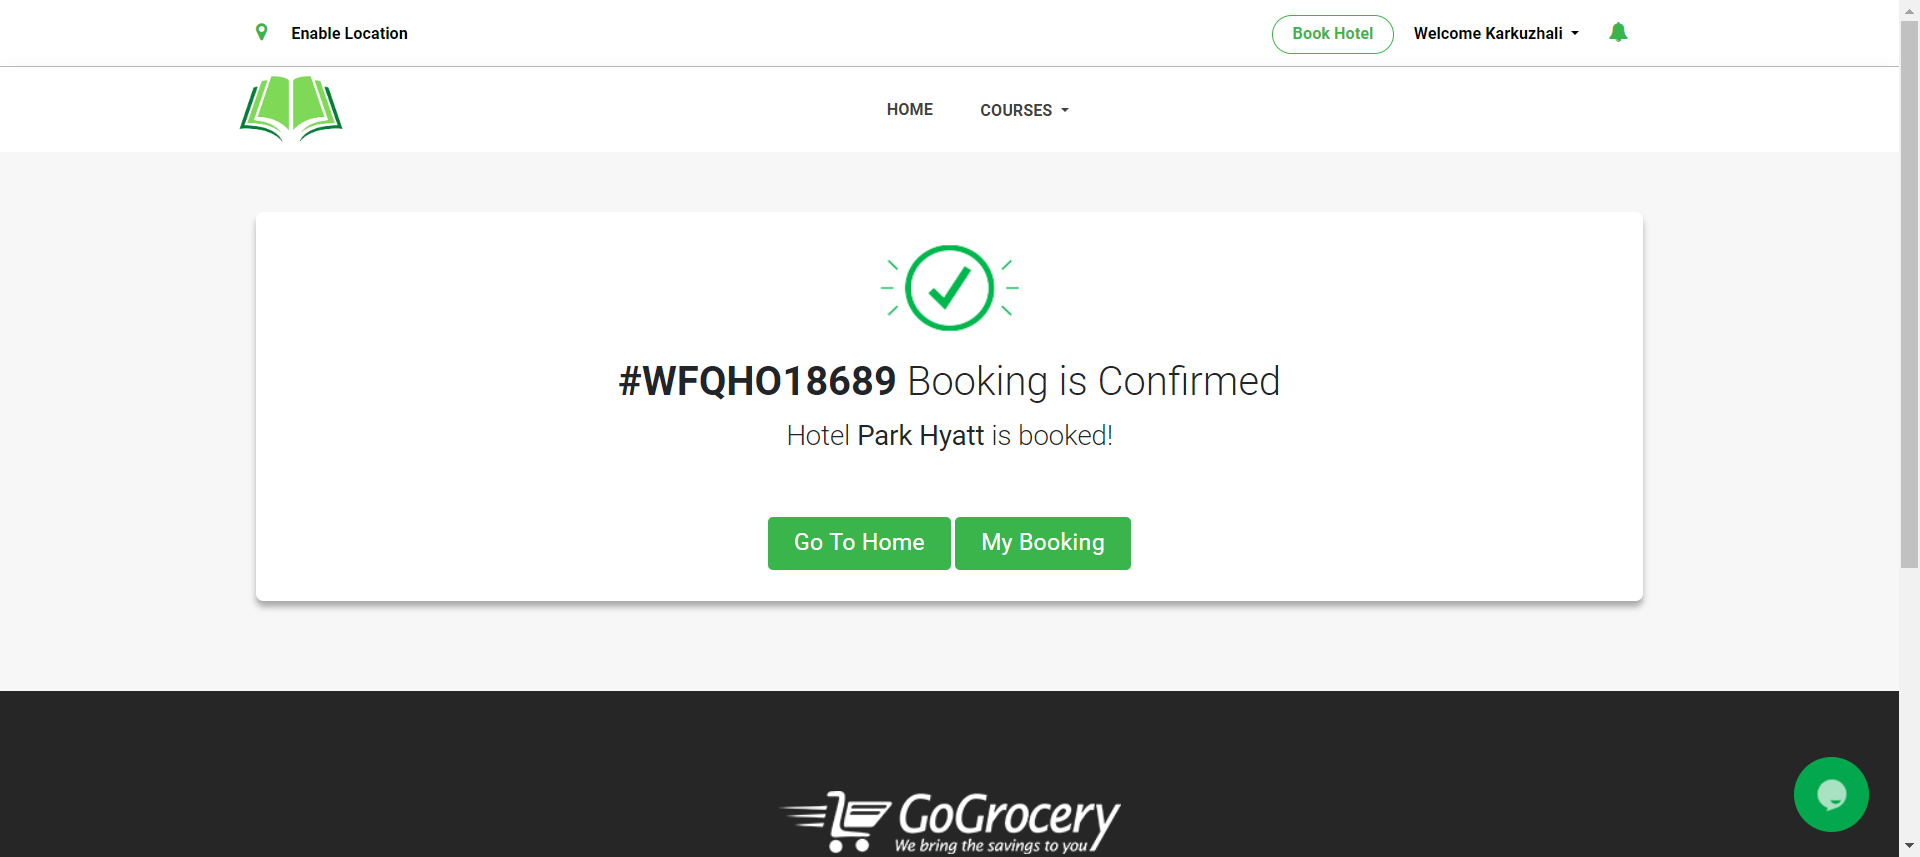 Enable Location
Book Hotel
Welcome Karkuzhali
HOME
COURSES
#WFQHO18689 Booking is Confirmed
Hotel Park Hyatt is booked!
Go To Home
My Booking
GoGrocery
We bring the savings to you